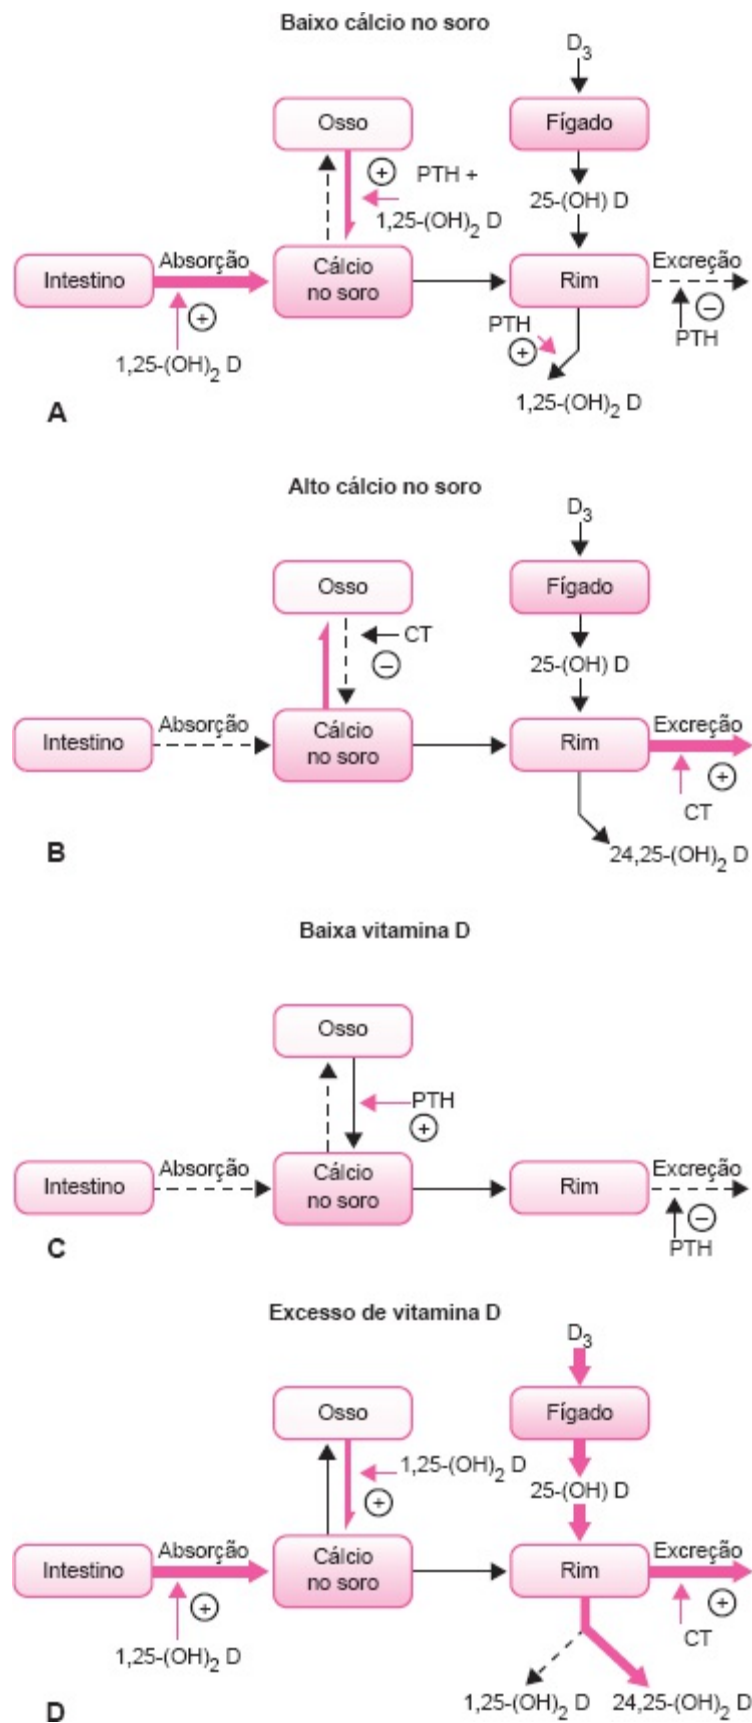 Baixo cálcio no soro
D3
Osso
Fígado
+ PTH +
1,25-(OH)2 D
25-(OH) D
Intestino
Absorção
Cálcio
no soro
Rim
Excreção
+
PTH
+
−
PTH
1,25-(OH)2 D
1,25-(OH)2 D
A
Alto cálcio no soro
D3
Osso
Fígado
CT
−
25-(OH) D
Intestino
Absorção
Cálcio
no soro
Rim
Excreção
+
CT
24,25-(OH)2 D
B
Baixa vitamina D
Osso
PTH
+
Intestino
Absorção
Cálcio
no soro
Rim
Excreção
−
PTH
C
Excesso de vitamina D
D3
Osso
Fígado
1,25-(OH)2 D
+
25-(OH) D
Intestino
Absorção
Cálcio
no soro
Rim
Excreção
+
+
CT
1,25-(OH)2 D
1,25-(OH)2 D
24,25-(OH)2 D
D